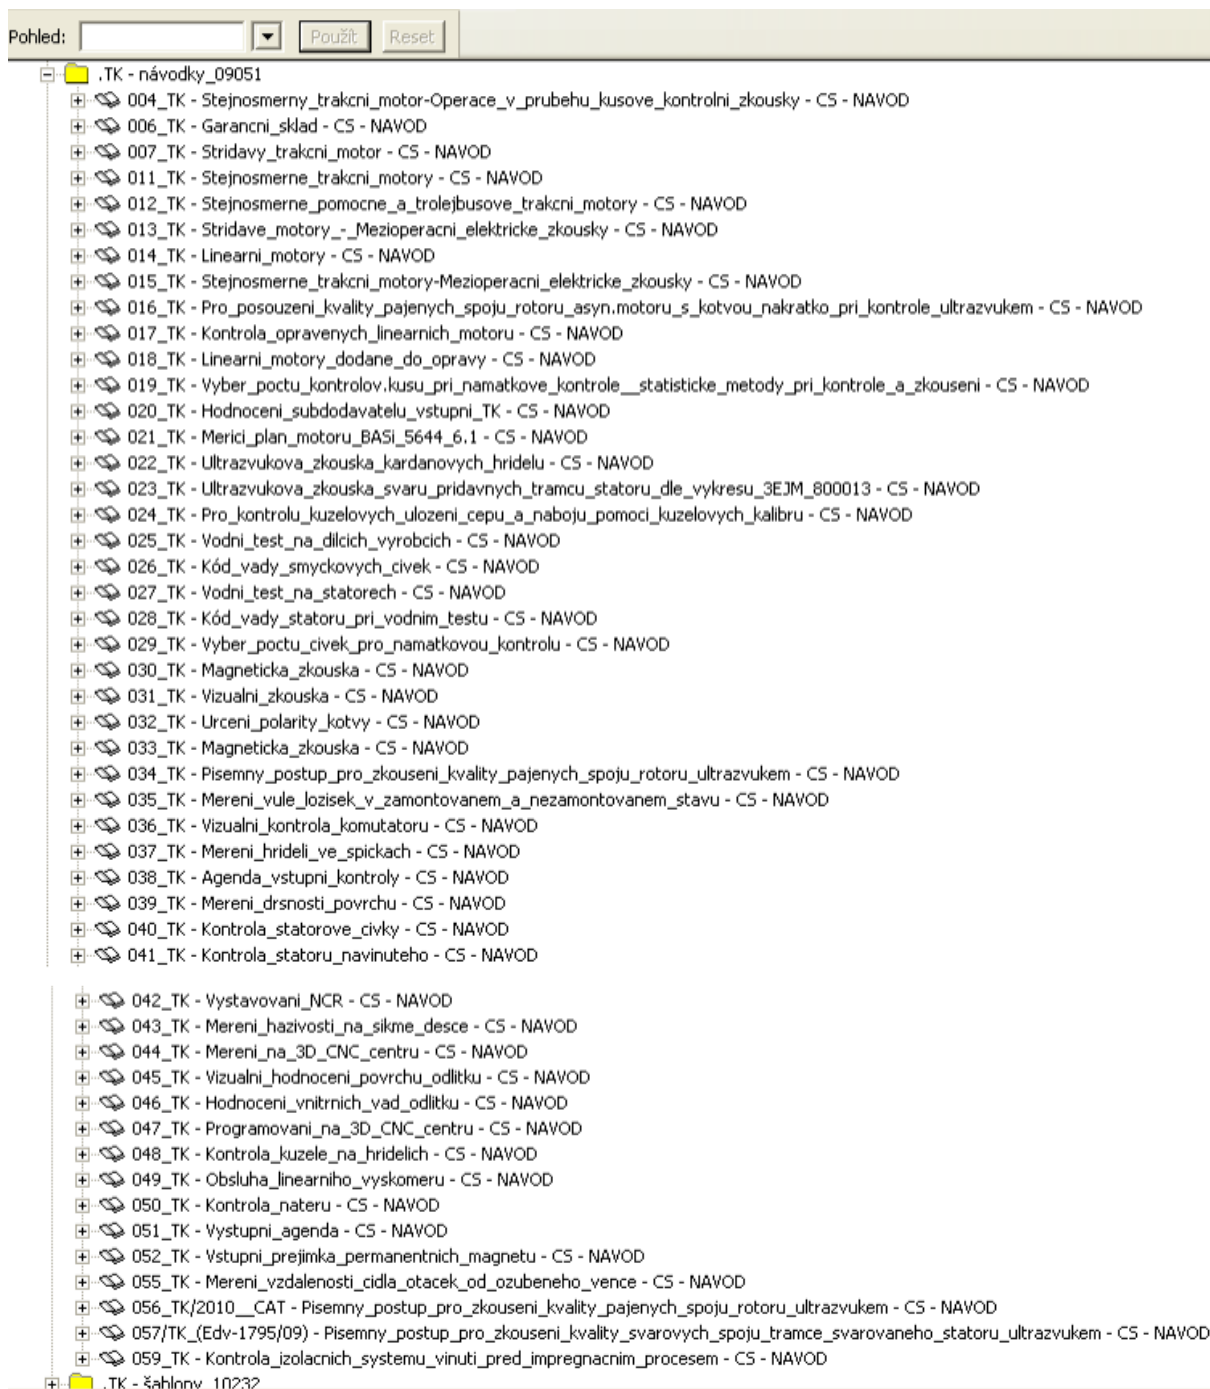 Pohled:
Použít
Reset
.TK - návodky_09051
004_TK - Stejnosmerny_trakcni_motor-Operace_v_prubehu_kusove_kontrolni_zkousky - CS - NAVOD
006_TK - Garancni_sklad - CS - NAVOD
007_TK - Stridavy_trakcni_motor - CS - NAVOD
011_TK - Stejnosmerne_trakcni_motory - CS - NAVOD
012_TK - Stejnosmerne_pomocne_a_trolejbusove_trakcni_motory - CS - NAVOD
013_TK - Stridave_motory_-_Mezioperacni_elektricke_zkousky - CS - NAVOD
014_TK - Linearni_motory - CS - NAVOD
015_TK - Stejnosmerne_trakcni_motory-Mezioperacni_elektricke_zkousky - CS - NAVOD
016_TK - Pro_posouzeni_kvality_pajenych_spoju_rotoru_asyn.motoru_s_kotvou_nakratko_pri_kontrole_ultrazvukem - CS - NAVOD
017_TK - Kontrola_opravenych_linearnich_motoru - CS - NAVOD
018_TK - Linearni_motory_dodane_do_opravy - CS - NAVOD
019_TK - Vyber_poctu_kontrolov.kusu_pri_namatkove_kontrole__statisticke_metody_pri_kontrole_a_zkouseni - CS - NAVOD
020_TK - Hodnoceni_subdodavatelu_vstupni_TK - CS - NAVOD
021_TK - Merici_plan_motoru_BASi_5644_6.1 - CS - NAVOD
022_TK - Ultrazvukova_zkouska_kardanovych_hridelu - CS - NAVOD
023_TK - Ultrazvukova_zkouska_svaru_pridavnych_tramcu_statoru_dle_vykresu_3EJM_800013 - CS - NAVOD
024_TK - Pro_kontrolu_kuzelovych_ulozeni_cepu_a_naboju_pomoci_kuzelovych_kalibru - CS - NAVOD
025_TK - Vodni_test_na_dilcich_vyrobcich - CS - NAVOD
026_TK - Kód_vady_smyckovych_civek - CS - NAVOD
027_TK - Vodni_test_na_statorech - CS - NAVOD
028_TK - Kód_vady_statoru_pri_vodnim_testu - CS - NAVOD
029_TK - Vyber_poctu_civek_pro_namatkovou_kontrolu - CS - NAVOD
030_TK - Magneticka_zkouska - CS - NAVOD
031_TK - Vizualni_zkouska - CS - NAVOD
032_TK - Urceni_polarity_kotvy - CS - NAVOD
033_TK - Magneticka_zkouska - CS - NAVOD
034_TK - Pisemny_postup_pro_zkouseni_kvality_pajenych_spoju_rotoru_ultrazvukem - CS - NAVOD
035_TK - Mereni_vule_lozisek_v_zamontovanem_a_nezamontovanem_stavu - CS - NAVOD
036_TK - Vizualni_kontrola_komutatoru - CS - NAVOD
037_TK - Mereni_hrideli_ve_spickach - CS - NAVOD
038_TK - Agenda_vstupni_kontroly - CS - NAVOD
039_TK - Mereni_drsnosti_povrchu - CS - NAVOD
040_TK - Kontrola_statorove_civky - CS - NAVOD
041_TK - Kontrola_statoru_navinuteho - CS - NAVOD
042_TK - Vystavovani_NCR - CS - NAVOD
043_TK - Mereni_hazivosti_na_sikme_desce - CS - NAVOD
044_TK - Mereni_na_3D_CNC_centru - CS - NAVOD
045_TK - Vizualni_hodnoceni_povrchu_odlitku - CS - NAVOD
046_TK - Hodnoceni_vnitrnich_vad_odlitku - CS - NAVOD
047_TK - Programovani_na_3D_CNC_centru - CS - NAVOD
048_TK - Kontrola_kuzele_na_hridelich - CS - NAVOD
049_TK - Obsluha_linearniho_vyskomeru - CS - NAVOD
050_TK - Kontrola_nateru - CS - NAVOD
051_TK - Vystupni_agenda - CS - NAVOD
052_TK - Vstupni_prejimka_permanentnich_magnetu - CS - NAVOD
055_TK - Mereni_vzdalenosti_cidla_otacek_od_ozubeneho_vence - CS - NAVOD
056_TK/2010__CAT - Pisemny_postup_pro_zkouseni_kvality_pajenych_spoju_rotoru_ultrazvukem - CS - NAVOD
057/TK_(Edv-1795/09) - Pisemny_postup_pro_zkouseni_kvality_svarovych_spoju_tramce_svarovaneho_statoru_ultrazvukem - CS - NAVOD
059_TK - Kontrola_izolacnich_systemu_vinuti_pred_impregnacnim_procesem - CS - NAVOD
.TK - šablony_10232